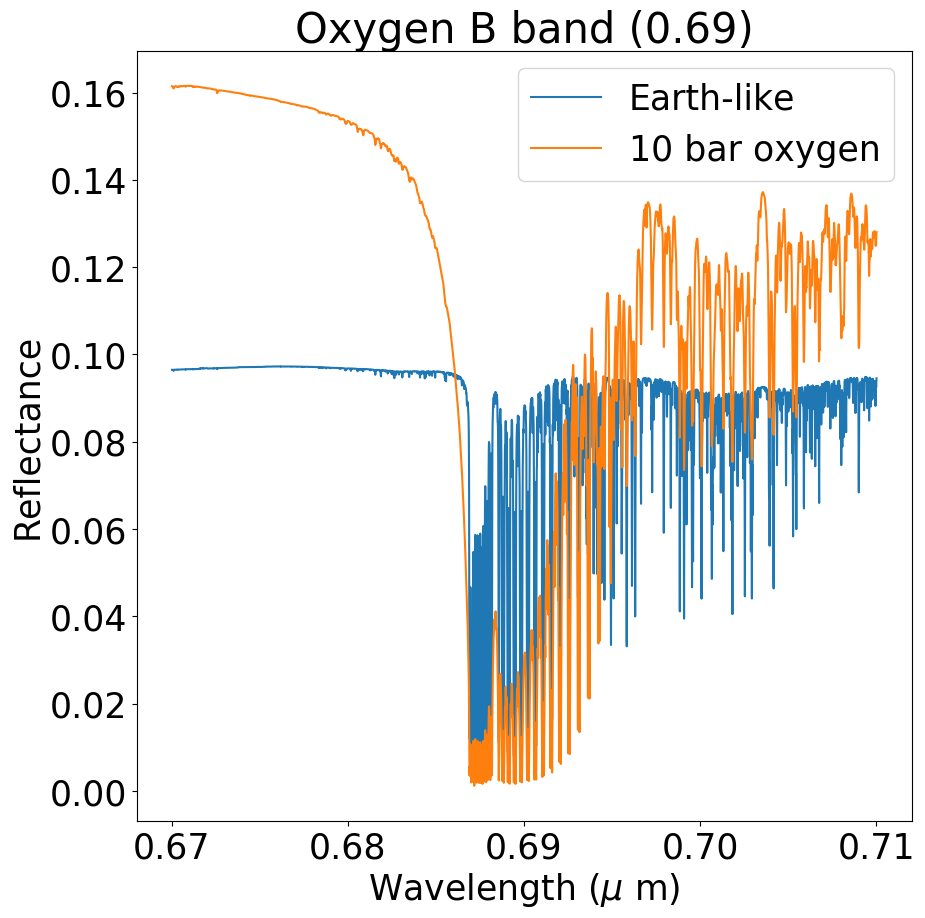 Oxygen B band (0.69)
Earth-like
10 bar oxygen
0.16
0.14
0.12
0.10
0.08
0.06
0.04
0.02
0.00
Reflectance
0.67 0.68 0.69 0.70 0.71
Wavelength (μ m)